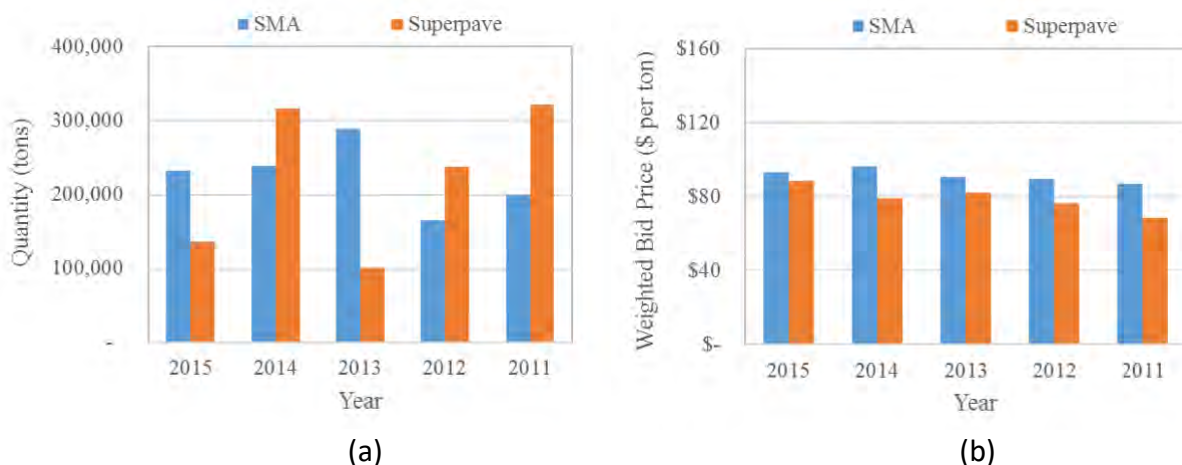 SMA Superpave
400,000
300,000
200,000
100,000
-
Quantity (tons)
2015 2014 2013 2012 2011
Year
(a)
SMA Superpave
$160
$120
$80
$40
$-
Weighted Bid Price ($ per ton)
2015 2014 2013 2012 2011
Year
(b)